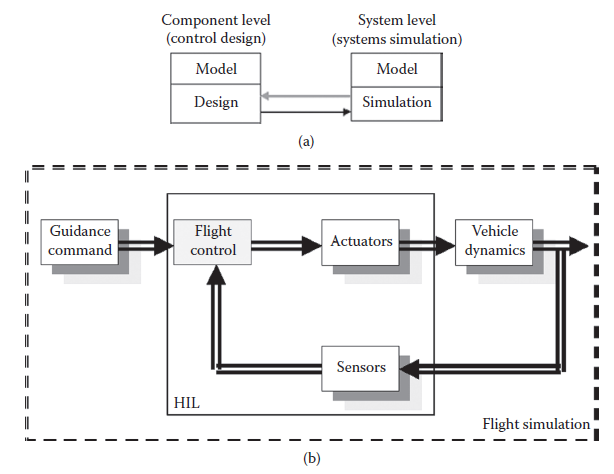 Component level
(control design)
System level
(systems simulation)
Model
Design
Model
Simulation
(a)
Guidance
command
Flight
control
Actuators
Vehicle
dynamics
Sensors
HIL
Flight simulation
(b)